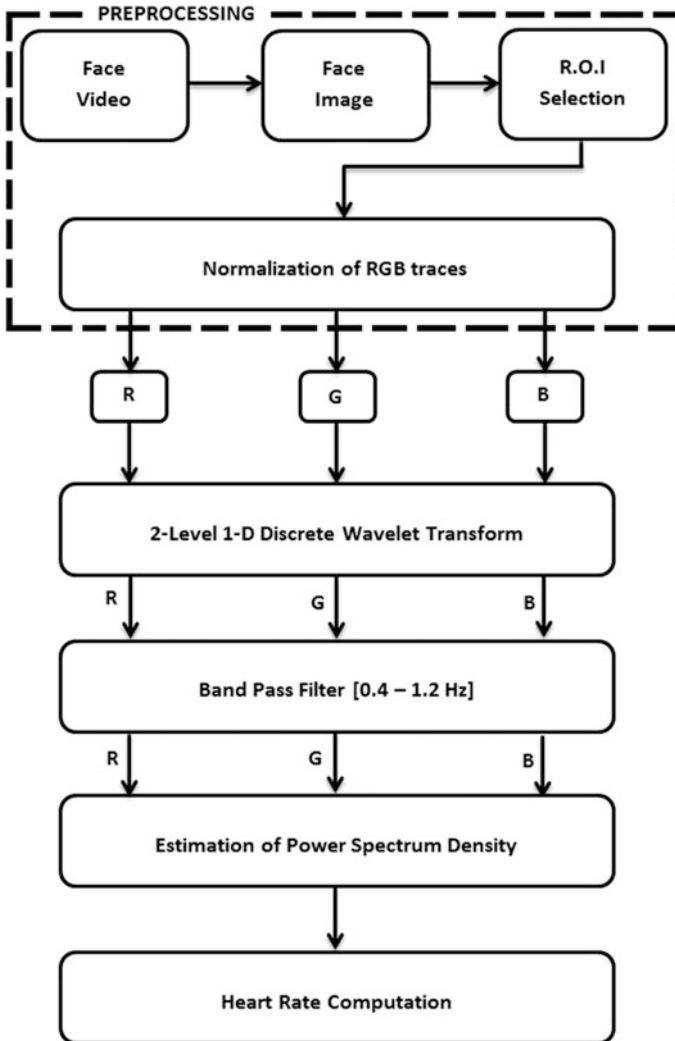 PREPROCESSING
Face
Video
Face
Image
R.O.I
Selection
Normalization of RGB traces
R
G
B
2-Level 1-D Discrete Wavelet Transform
R
G
B
Band Pass Filter [0.4 – 1.2 Hz]
R
G
B
Estimation of Power Spectrum Density
Heart Rate Computation